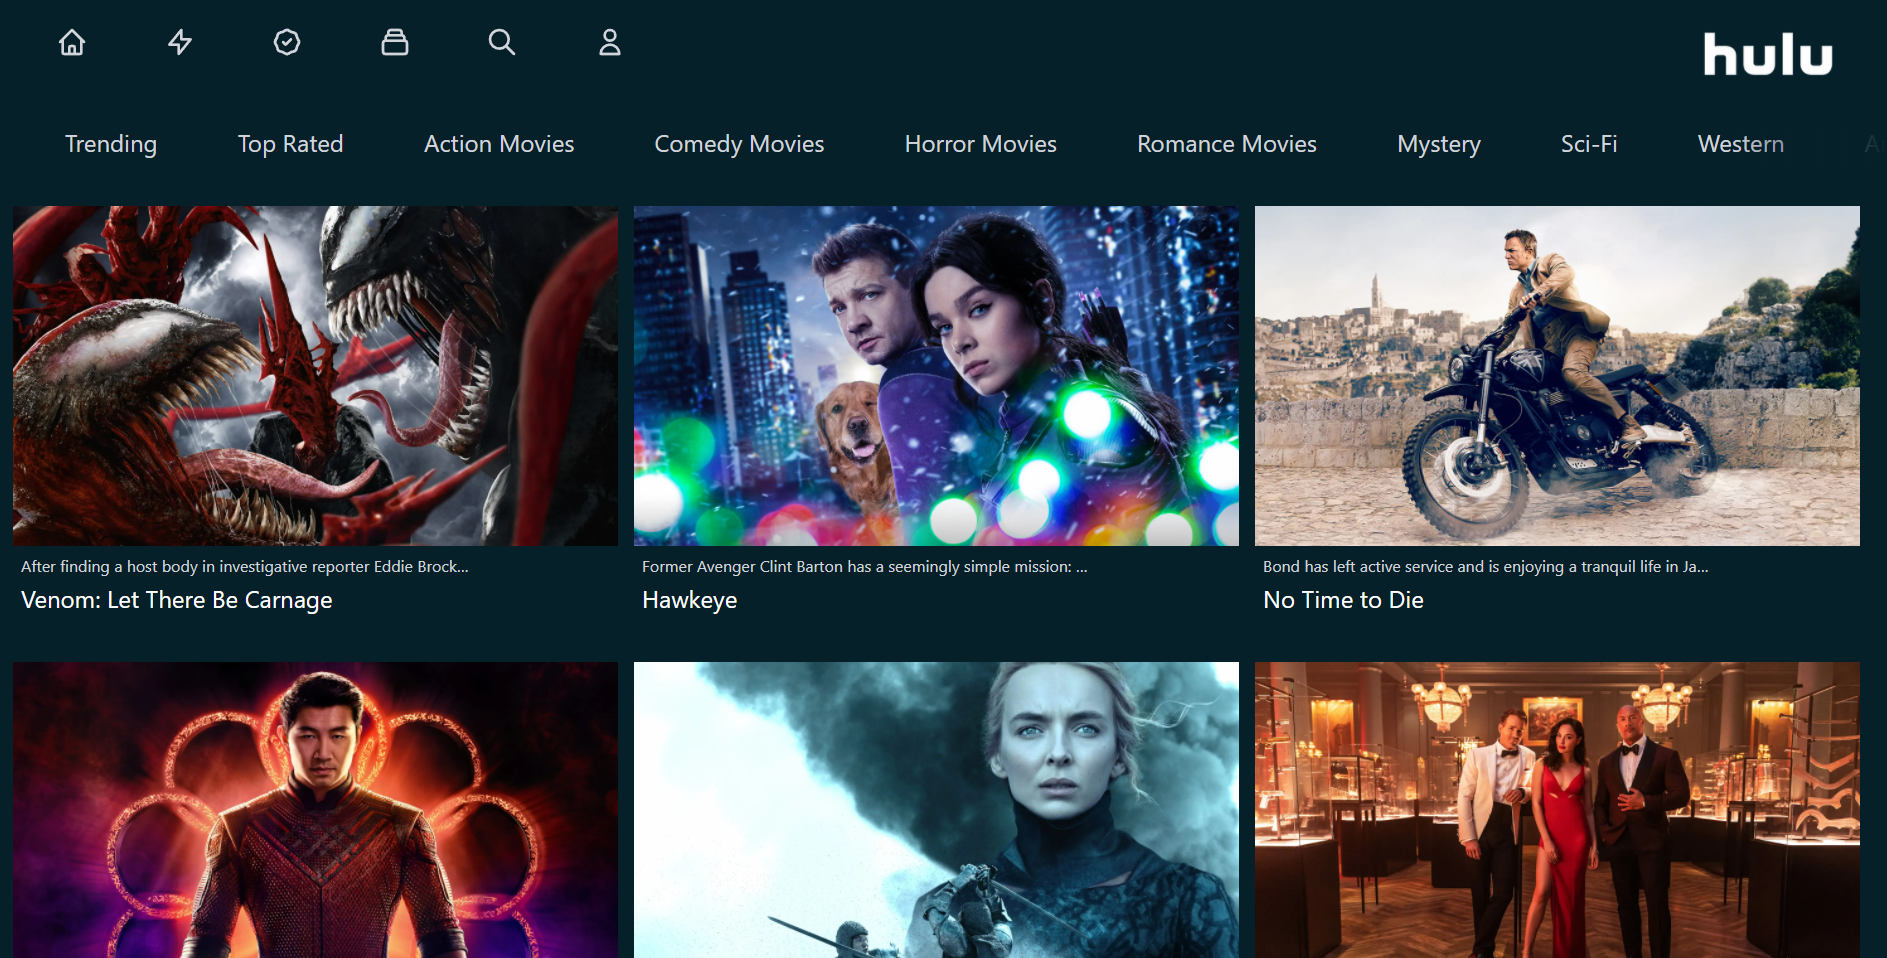 hulu
Trending Top Rated Action Movies Comedy Movies Horror Movies Romance Movies Mystery Sci-Fi Western
After finding a host body in investigative reporter Eddie Brock...
Venom: Let There Be Carnage
Former Avenger Clint Barton has a seemingly simple mission: ...
Hawkeye
Bond has left active service and is enjoying a tranquil life in Ja...
No Time to Die